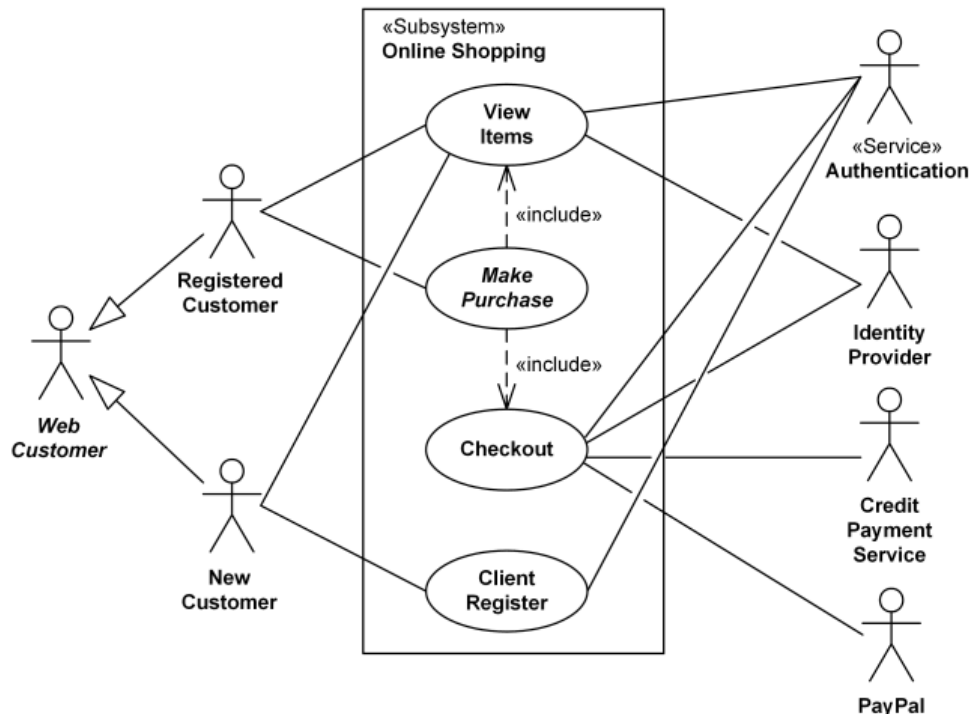 «Subsystem»
Online Shopping
View
Items
«include»
Make
Purchase
«include»
Checkout
Client
Register
Registered
Customer
Web
Customer
New
Customer
«Service»
Authentication
Identity
Provider
Credit
Payment
Service
PayPal